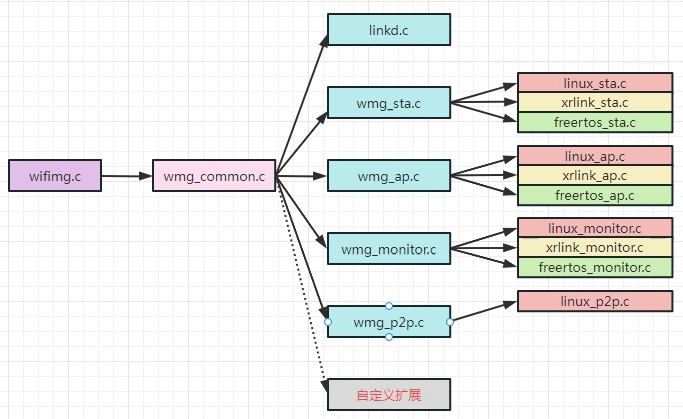 linkd.c
wmg_sta.c
linux_sta.c
xrlink_sta.c
freertos_sta.c
wifimg.c
wmg_common.c
wmg_ap.c
linux_ap.c
xrlink_ap.c
freertos_ap.c
wmg_monitor.c
linux_monitor.c
xrlink_monitor.c
freertos_monitor.c
wmg_p2p.c
linux_p2p.c
自定义扩展